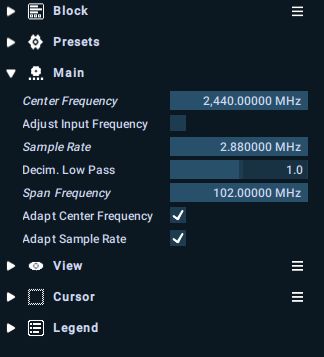 Block
Presets
Main
Center Frequency 2,440.00000 MHz
Adjust Input Frequency
Sample Rate 2.880000 MHz
Decim. Low Pass 1.0
Span Frequency 102.00000 MHz
Adapt Center Frequency
Adapt Sample Rate
View
Cursor
Legend